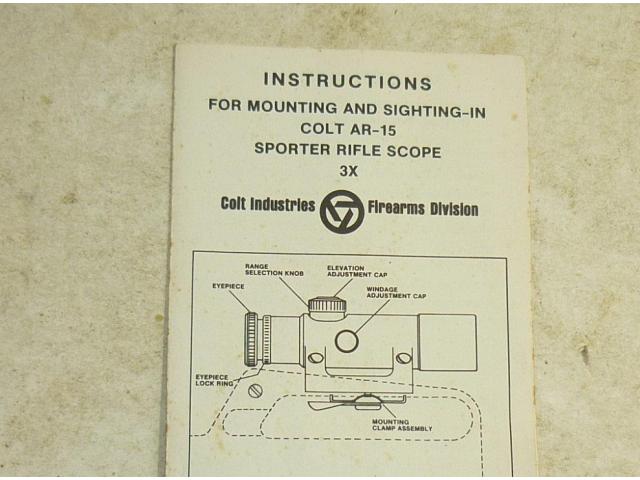 INSTRUCTIONS
FOR MOUNTING AND SIGHTING-IN
COLT AR-15
SPORTER RIFLE SCOPE
3X
Colt Industries Firearms Division
RANGE
SELECTION KNOB
ELEVATION
ADJUSTMENT CAP
EYEPIECE
WINDAGE
ADJUSTMENT CAP
EYEPIECE
LOCK RING
MOUNTING
CLAMP ASSEMBLY